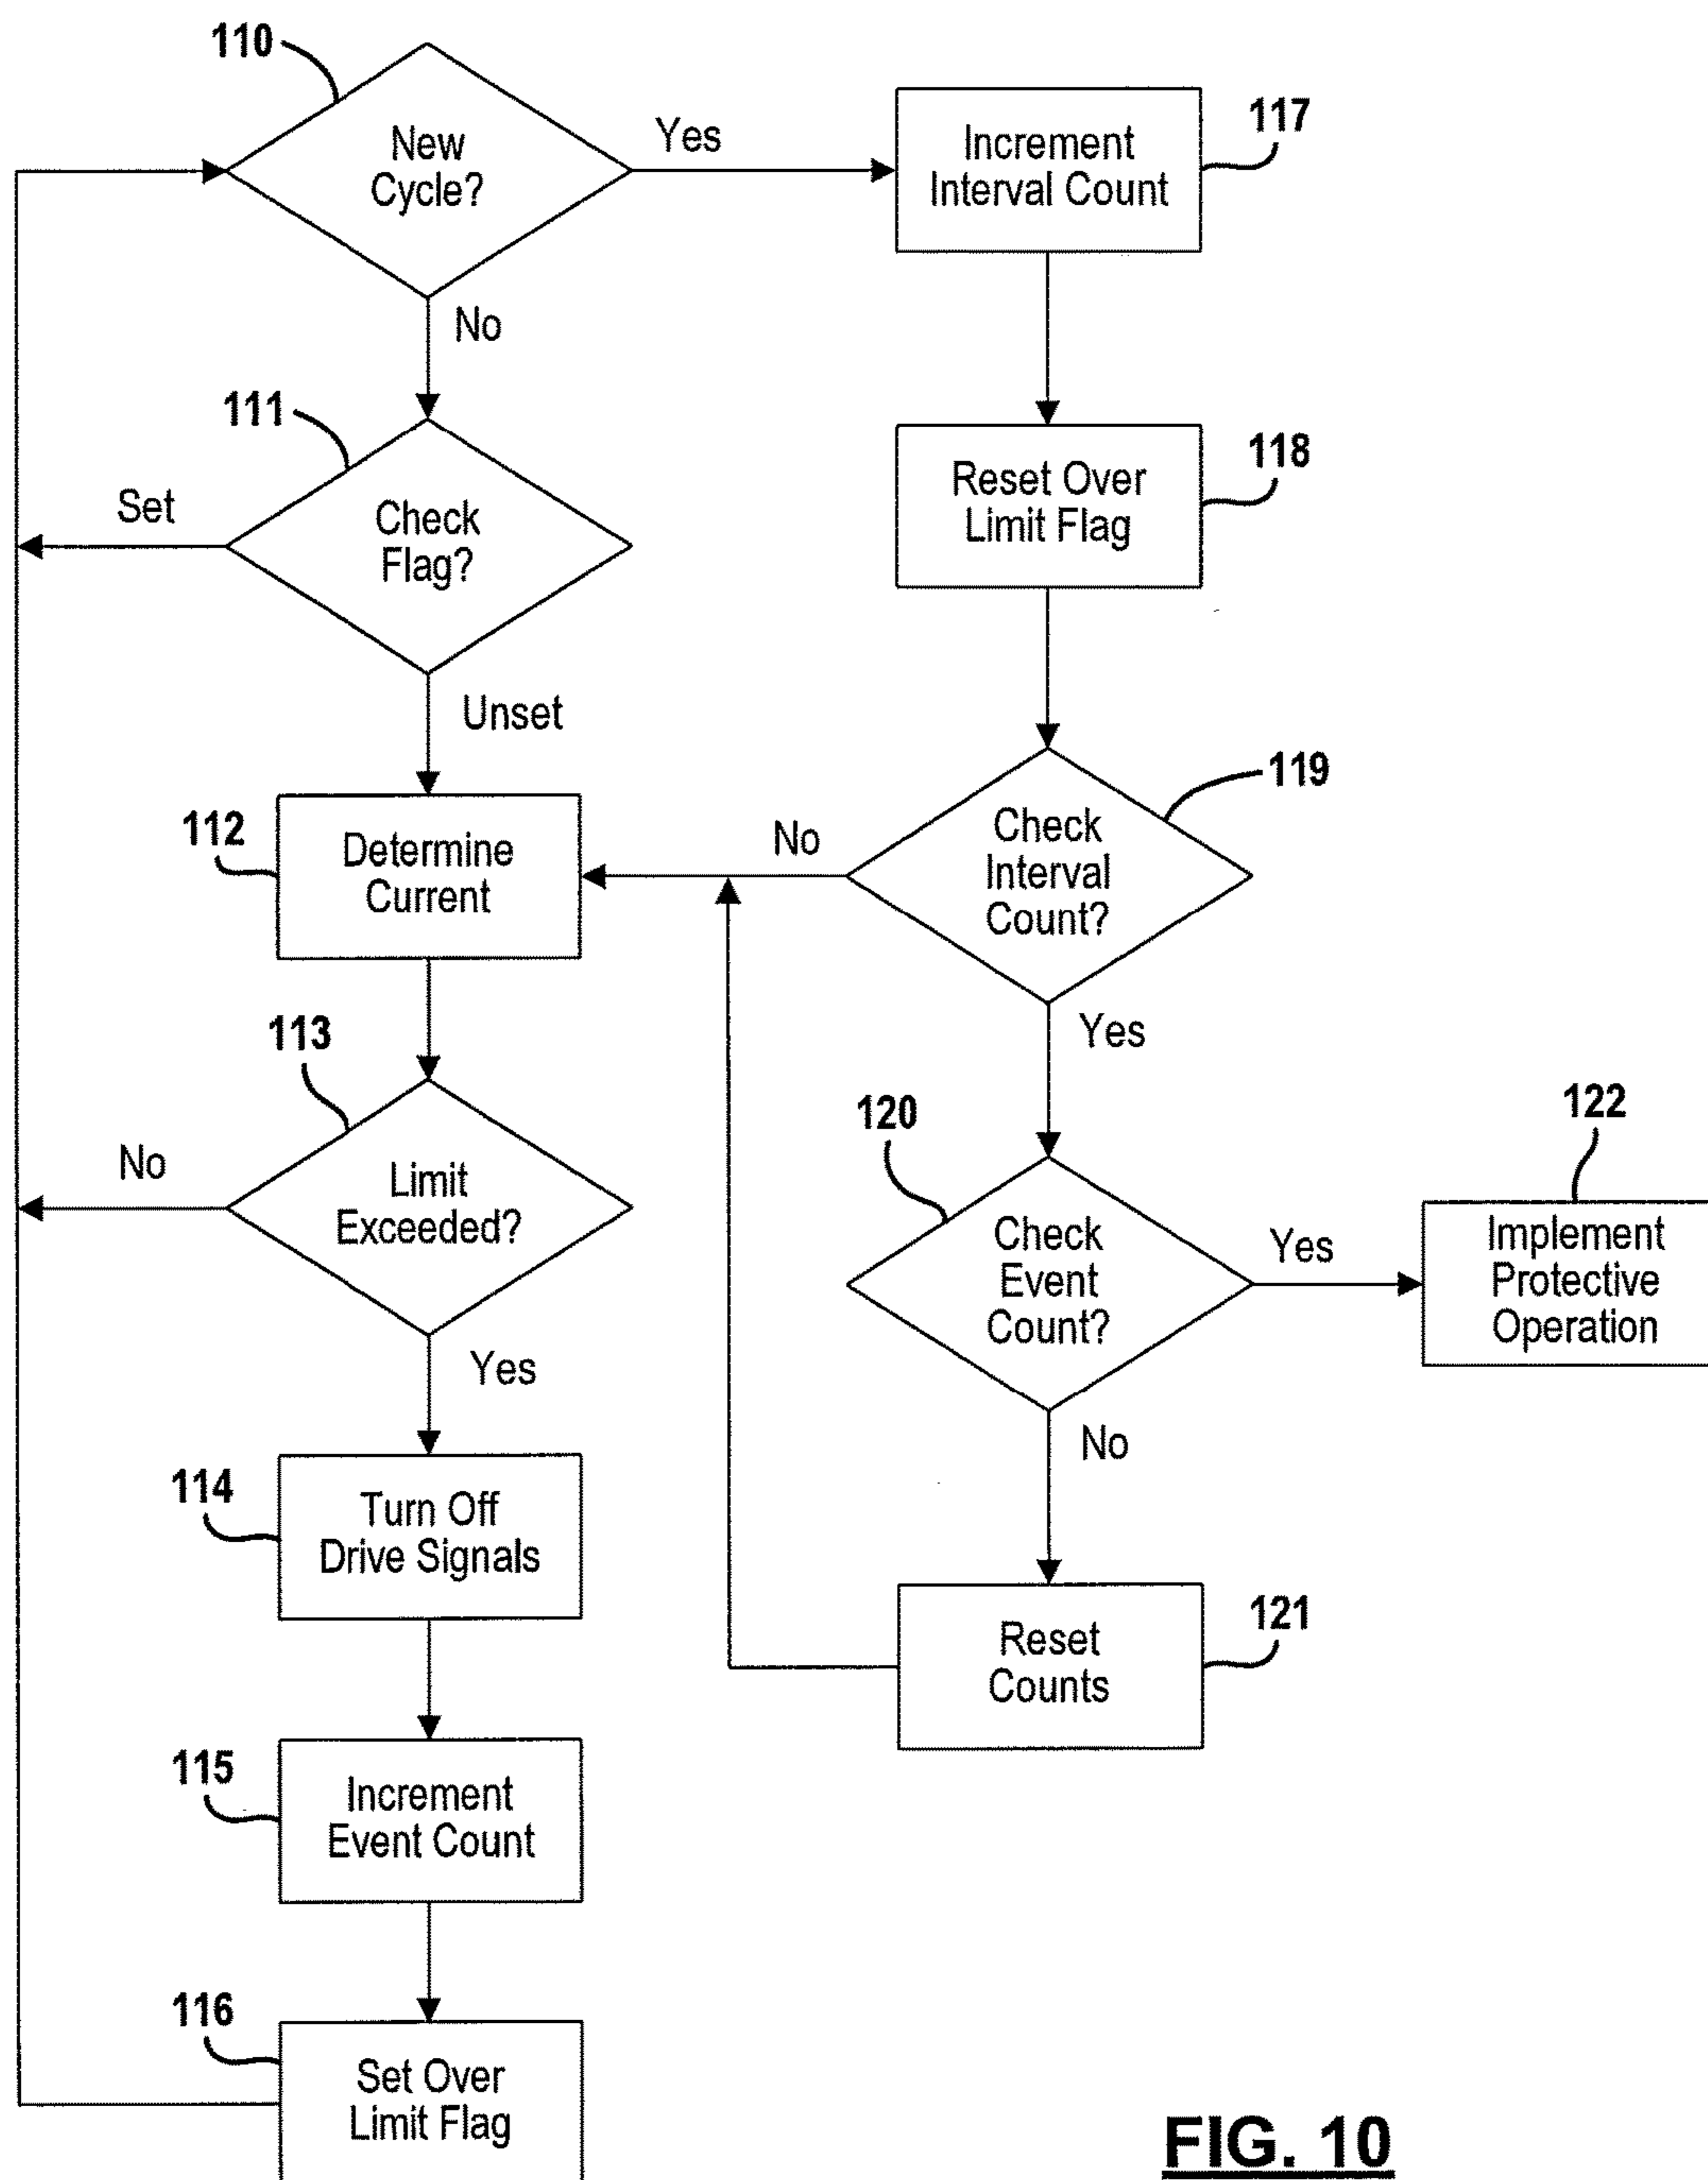 110
New
Cycle?
Yes
117
Increment
Interval Count
No
111
Check
Flag?
Set
Unset
118
Reset Over
Limit Flag
112
Determine
Current
No
119
Check
Interval
Count?
Yes
113
Limit
Exceeded?
No
Yes
120
Check
Event
Count?
Yes
122
Implement
Protective
Operation
No
114
Turn Off
Drive Signals
121
Reset
Counts
115
Increment
Event Count
116
Set Over
Limit Flag
FIG. 10